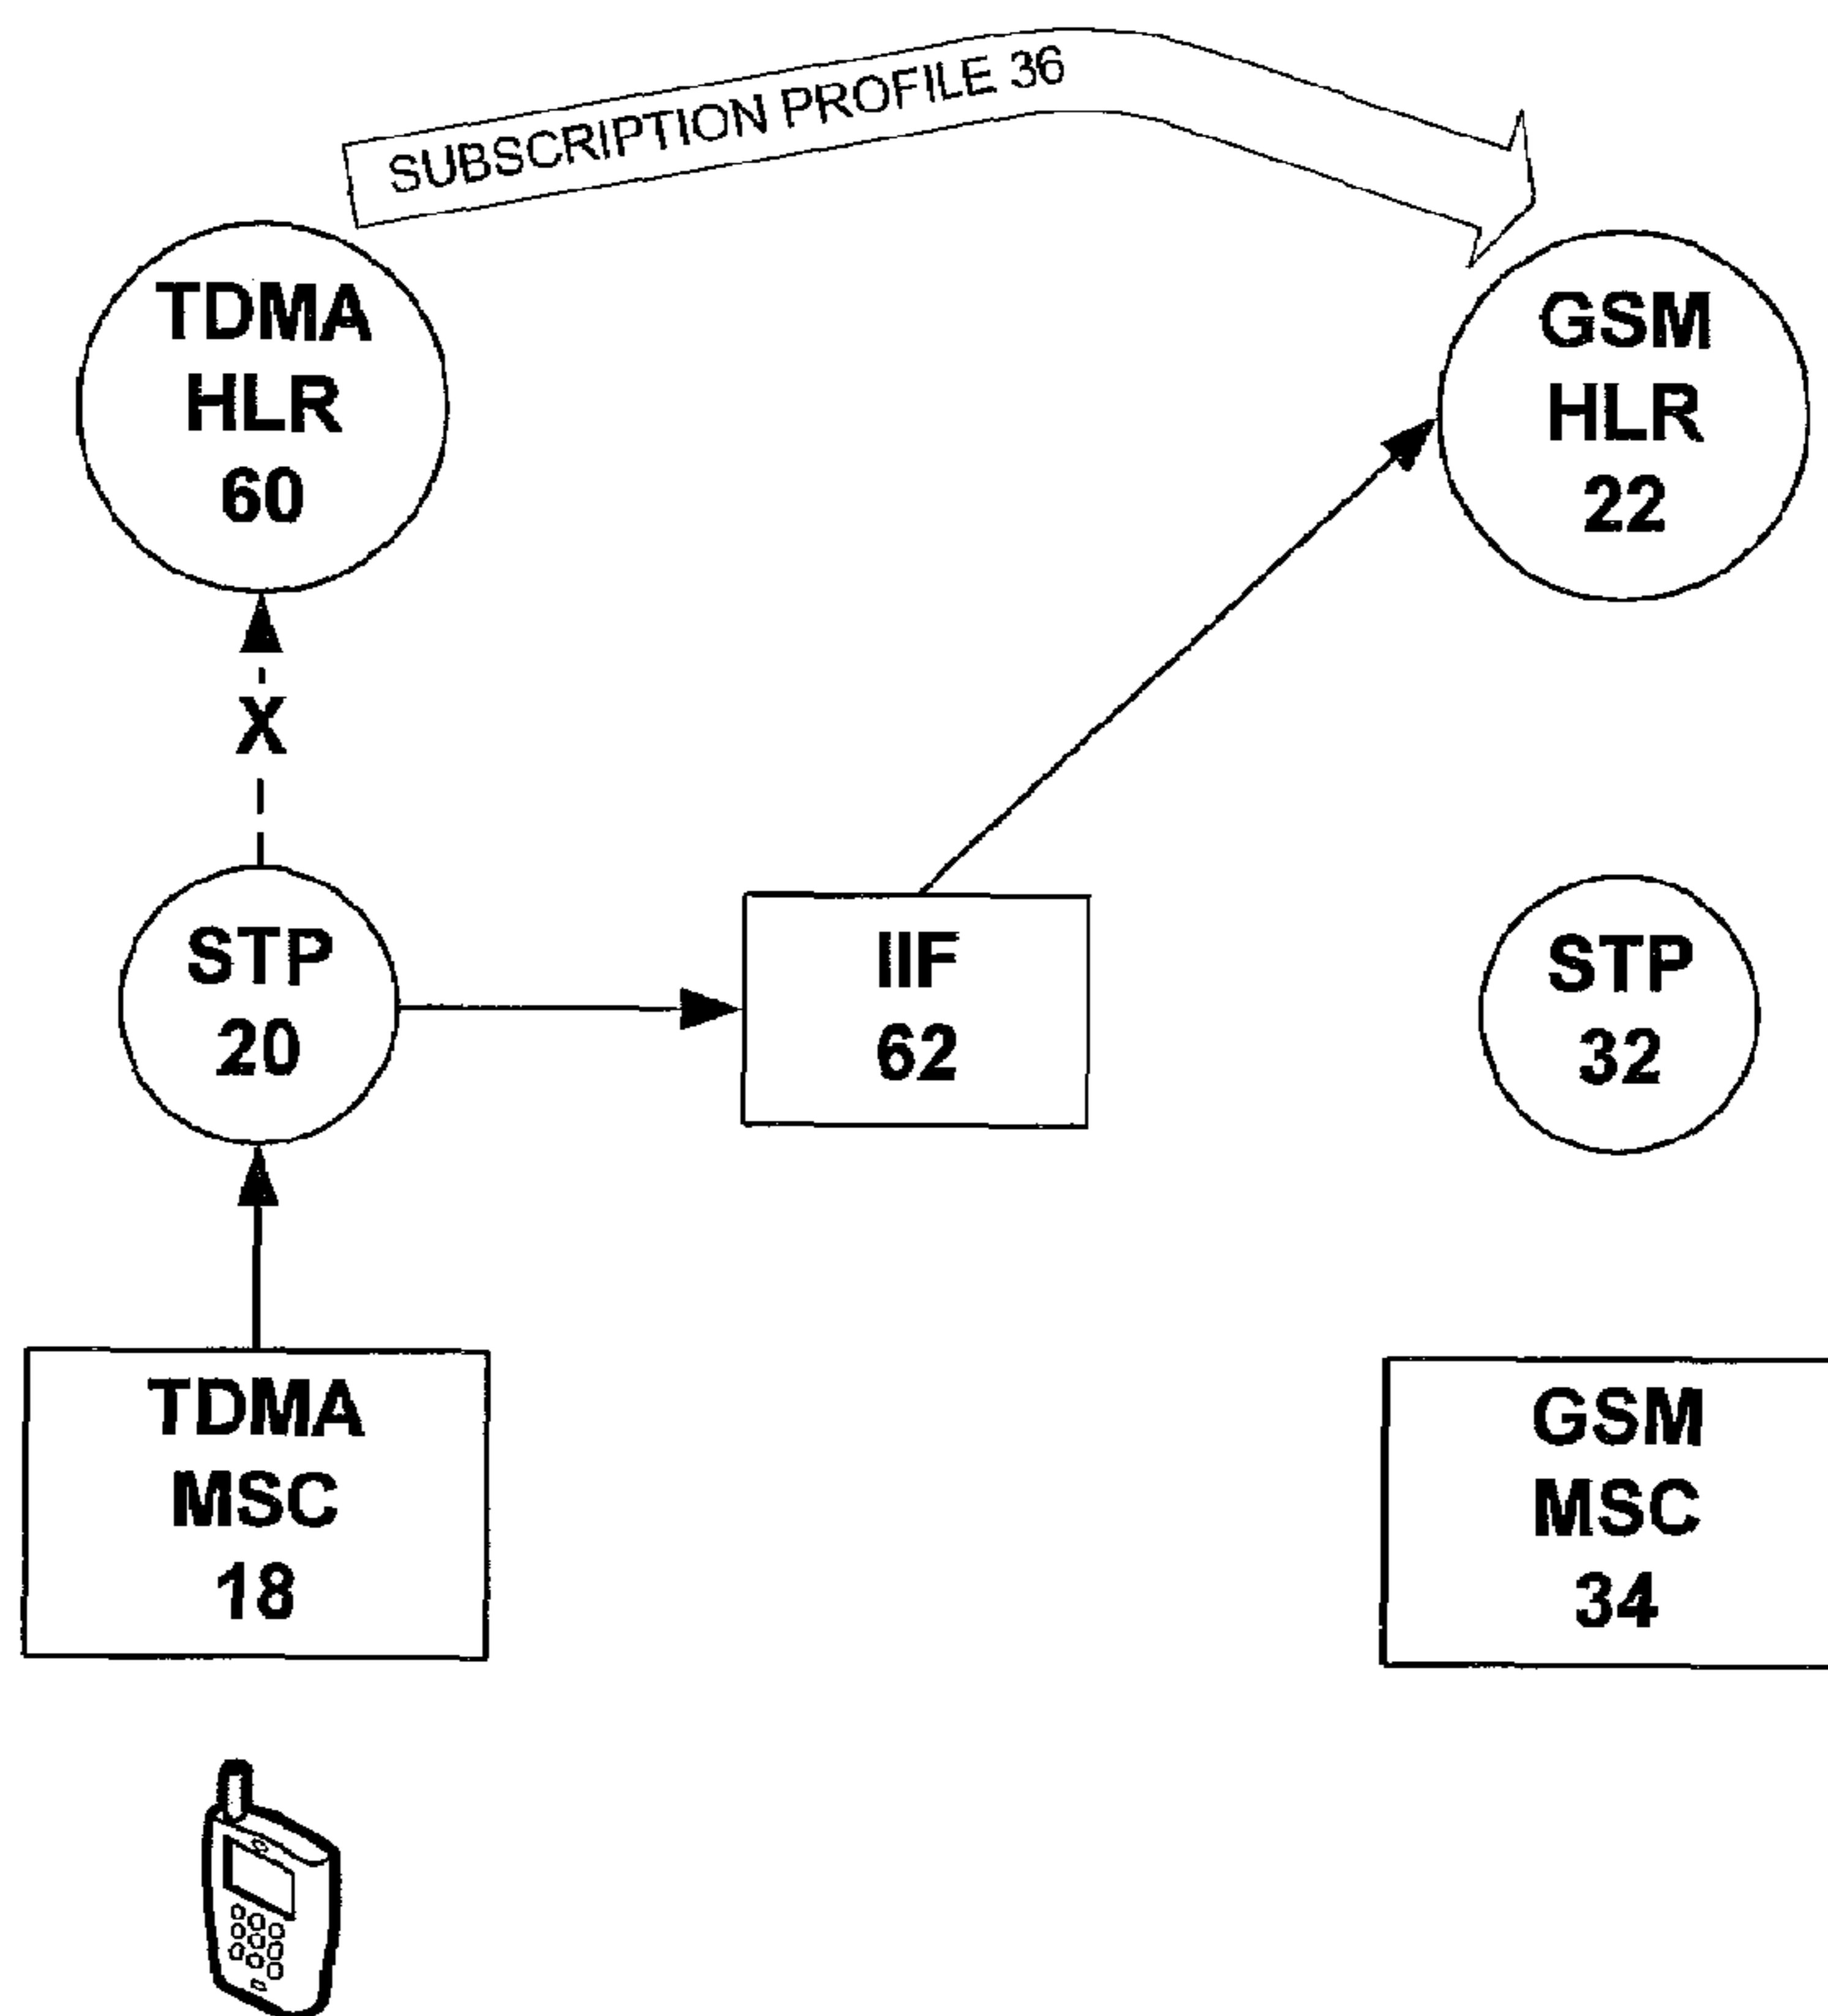 SUBSCRIPTION PROFILE 36
TDMA
HLR
60
GSM
HLR
22
X
STP
20
IIF
62
STP
32
TDMA
MSC
18
GSM
MSC
34